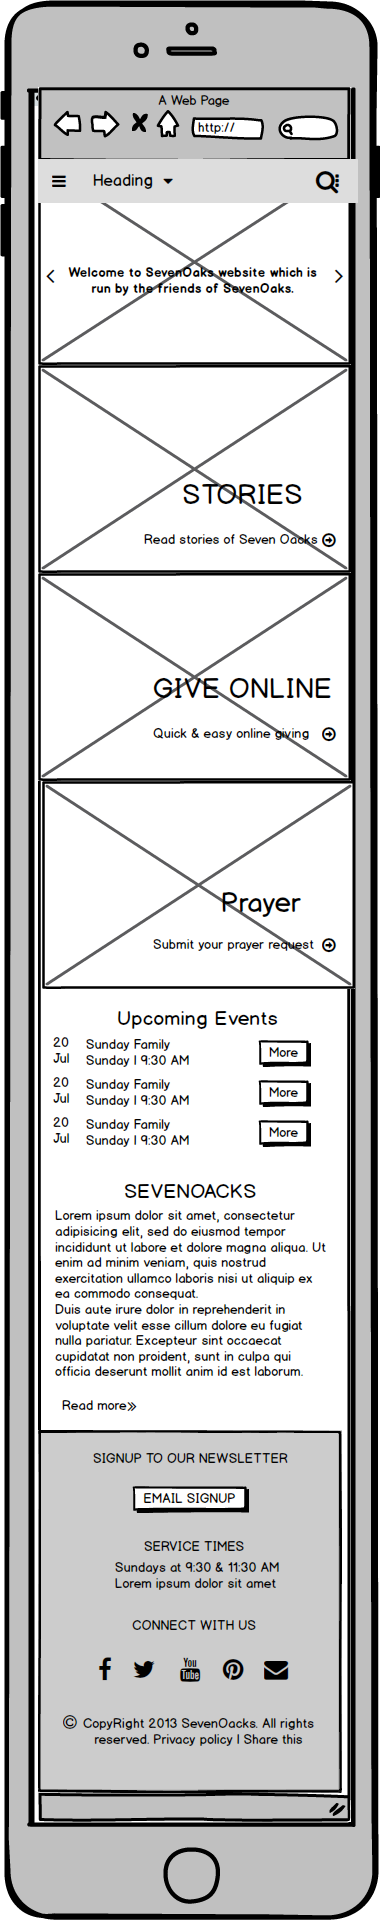 A Web Page
http://
Heading
Welcome to SevenOaks website which is
run by the friends of SevenOaks.
STORIES
Read stories of Seven Oacks
GIVE ONLINE
Quick & easy online giving
Prayer
Submit your prayer request
Upcoming Events
20 Sunday Family
Jul Sunday | 9:30 AM
More
20 Sunday Family
Jul Sunday | 9:30 AM
More
20 Sunday Family
Jul Sunday | 9:30 AM
More
SEVENOACKS
Lorem ipsum dolor sit amet, consectetur
adipisicing elit, sed do eiusmod tempor
incididunt ut labore et dolore magna aliqua. Ut
enim ad minim veniam, quis nostrud
exercitation ullamco laboris nisi ut aliquip ex
ea commodo consequat.
Duis aute irure dolor in reprehenderit in
voluptate velit esse cillum dolore eu fugiat
nulla pariatur. Excepteur sint occaecat
cupidatat non proident, sunt in culpa qui
officia deserunt mollit anim id est laborum.
Read more»
SIGNUP TO OUR NEWSLETTER
EMAIL SIGNUP
SERVICE TIMES
Sundays at 9:30 & 11:30 AM
Lorem ipsum dolor sit amet
CONNECT WITH US
You
Tube
© CopyRight 2013 SevenOacks. All rights
reserved. Privacy policy | Share this